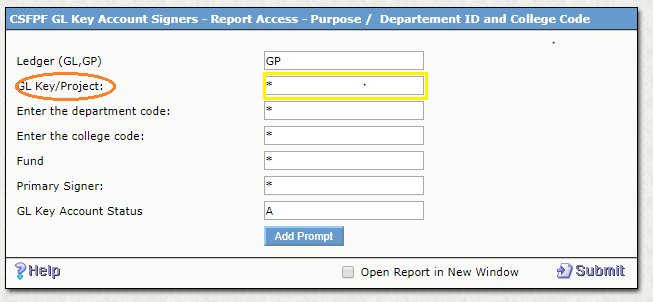 CSFPF GL Key Account Signers - Report Access - Purpose / Departement ID and College Code
Ledger (GL,GP) GP
GL Key/Project: *
Enter the department code: *
Enter the college code: *
Fund *
Primary Signer: *
GL Key Account Status A
Add Prompt
Help Open Report in New Window Submit